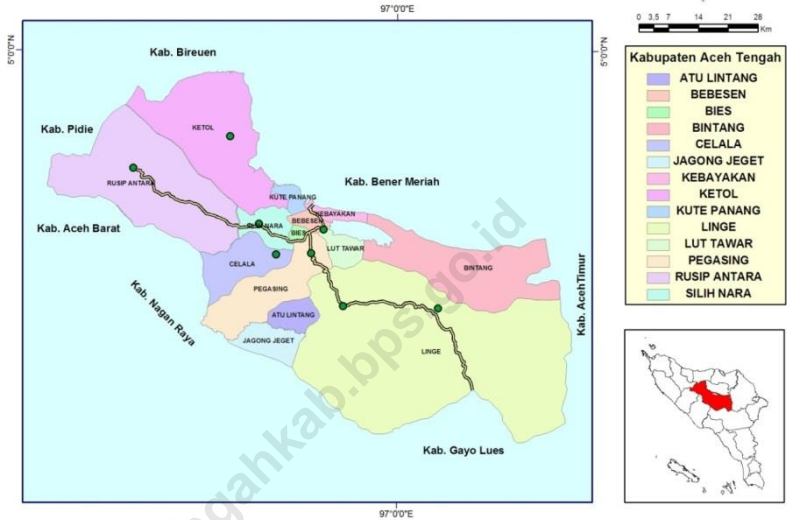 97°0'0"E
0 3.5 7 14 21 28
Km
5°0'0"N
5°0'0"N
Kab. Bireuen
Kabupaten Aceh Tengah
ATU LINTANG
BEBESEN
BIES
BINTANG
CELALA
JAGONG JEGET
KEBAYAKAN
KETOL
KUTE PANANG
LINGE
LUT TAWAR
PEGASING
RUSIP ANTARA
SILIH NARA
Kab. Pidie
KETOL
RUSIP ANTARA
Kab. Bener Meriah
KUTE PANANG
KEBAYAKAN
BEBESEN
NARA
BIES
Kab. Aceh Barat
LUT TAWAR
CELALA
BINTANG
PEGASING
Kab. Nagan Raya
Kab. AcehTimur
ATU LINTANG
JAGONG JEGET
LINGE
Kab. Gayo Lues
97°0'0"E
gahkab.bps.go.id